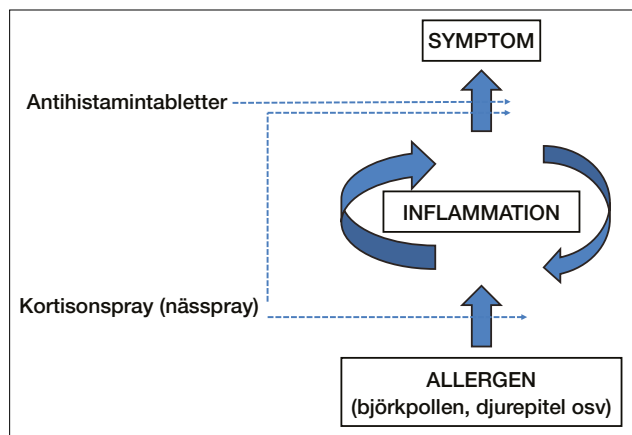 SYMPTOM
Antihistamintabletter
INFLAMMATION
Kortisonspray (nässpray)
ALLERGEN
(björkpollen, djurepitel osv)